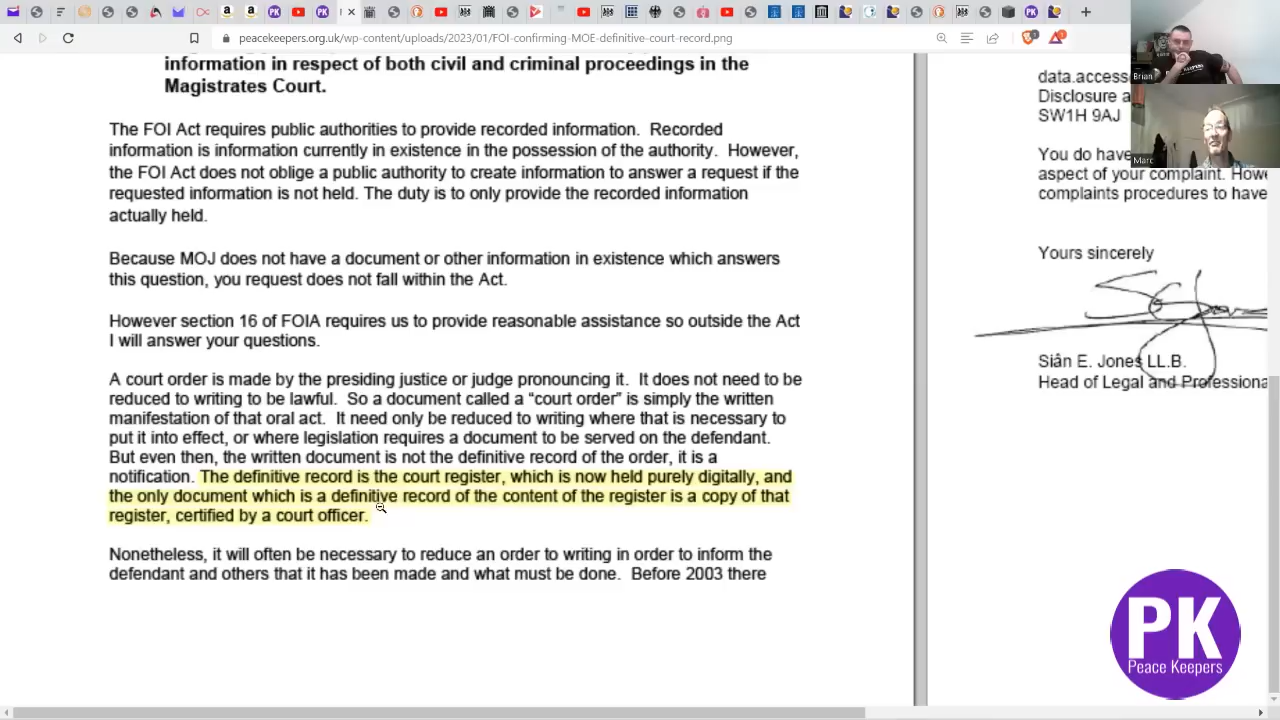 peacekeepers.org.uk/wp-content/uploads/2023/01/FOI-confirming-MOE-definitive-court-record.png
Brian
Marc
information in respect of both civil and criminal proceedings in the
Magistrates Court.
The FOI Act requires public authorities to provide recorded information. Recorded
information is information currently in existence in the possession of the authority. However,
the FOI Act does not oblige a public authority to create information to answer a request if the
requested information is not held. The duty is to only provide the recorded information
actually held.
Because MOJ does not have a document or other information in existence which answers
this question, you request does not fall within the Act.
However section 16 of FOIA requires us to provide reasonable assistance so outside the Act
I will answer your questions.
A court order is made by the presiding justice or judge pronouncing it. It does not need to be
reduced to writing to be lawful. So a document called a “court order” is simply the written
manifestation of that oral act. It need only be reduced to writing where that is necessary to
put it into effect, or where legislation requires a document to be served on the defendant.
But even then, the written document is not the definitive record of the order, it is a
notification. The definitive record is the court register, which is now held purely digitally, and
the only document which is a definitive record of the content of the register is a copy of that
register, certified by a court officer.
Nonetheless, it will often be necessary to reduce an order to writing in order to inform the
defendant and others that it has been made and what must be done. Before 2003 there
data.access
Disclosure a
SW1H 9AJ
You do have
aspect of your complaint. Howe
complaints procedures to have
Yours sincerely
Siân E. Jones LL.B.
Head of Legal and Professiona
PK
Peace Keepers